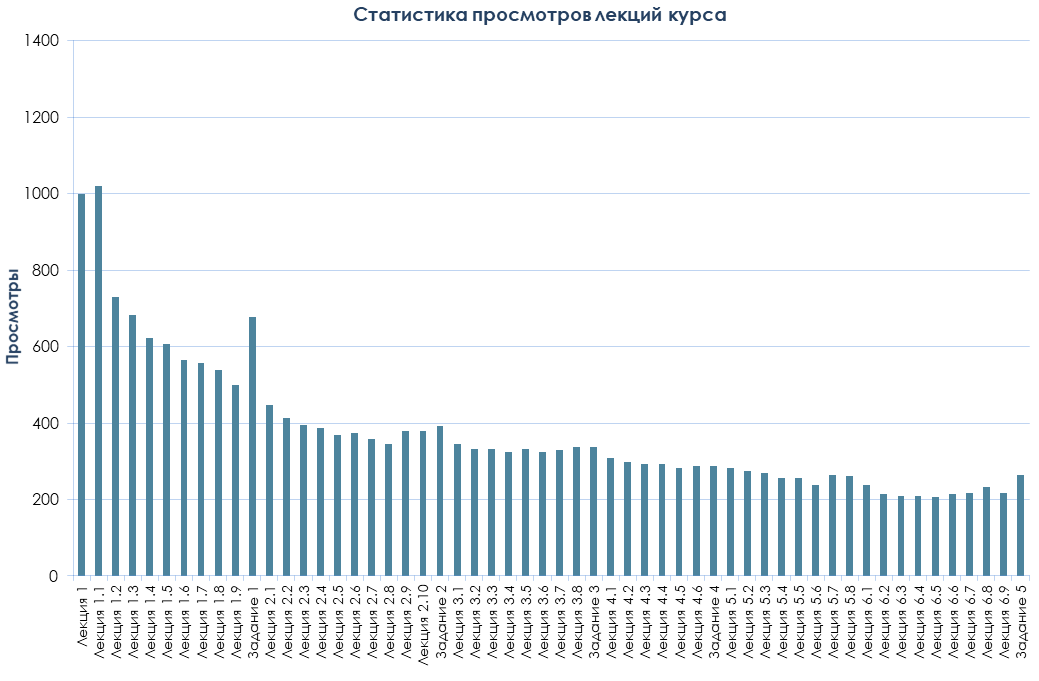 Статистика просмотров лекций курса
1400
1200
1000
800
600
400
200
0
Просмотры
Лекция 1
Лекция 1.1
Лекция 1.2
Лекция 1.3
Лекция 1.4
Лекция 1.5
Лекция 1.6
Лекция 1.7
Лекция 1.8
Лекция 1.9
Задание 1
Лекция 2.1
Лекция 2.2
Лекция 2.3
Лекция 2.4
Лекция 2.5
Лекция 2.6
Лекция 2.7
Лекция 2.8
Лекция 2.9
Лекция 2.10
Задание 2
Лекция 3.1
Лекция 3.2
Лекция 3.3
Лекция 3.4
Лекция 3.5
Лекция 3.6
Лекция 3.7
Лекция 3.8
Задание 3
Лекция 4.1
Лекция 4.2
Лекция 4.3
Лекция 4.4
Лекция 4.5
Лекция 4.6
Задание 4
Лекция 5.1
Лекция 5.2
Лекция 5.3
Лекция 5.4
Лекция 5.5
Лекция 5.6
Лекция 5.7
Лекция 5.8
Лекция 6.1
Лекция 6.2
Лекция 6.3
Лекция 6.4
Лекция 6.5
Лекция 6.6
Лекция 6.7
Лекция 6.8
Лекция 6.9
Задание 5